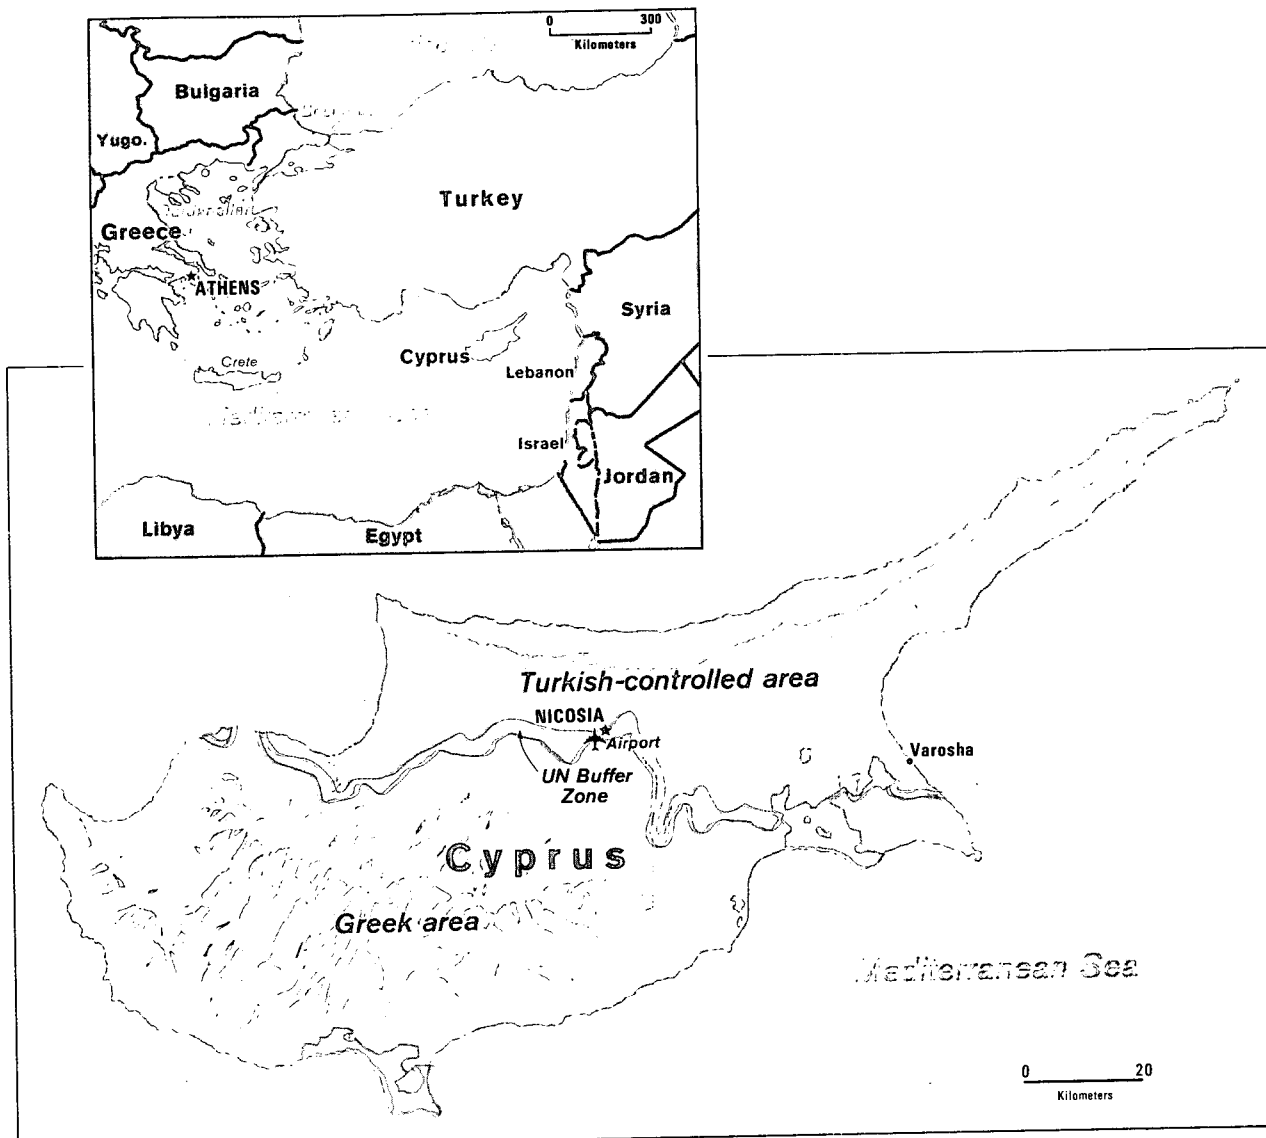 0 300
Kilometers
Bulgaria
Yugo.
Turkey
Greece
ATHENS
Syria
Cyprus
Crete
Lebanon
Israel
Jordan
Libya
Egypt
Turkish-controlled area
NICOSIA
Airport
Varosha
UN Buffer
Zone
Cyprus
Greek area
Mediterranean Sea
0 20
Kilometers